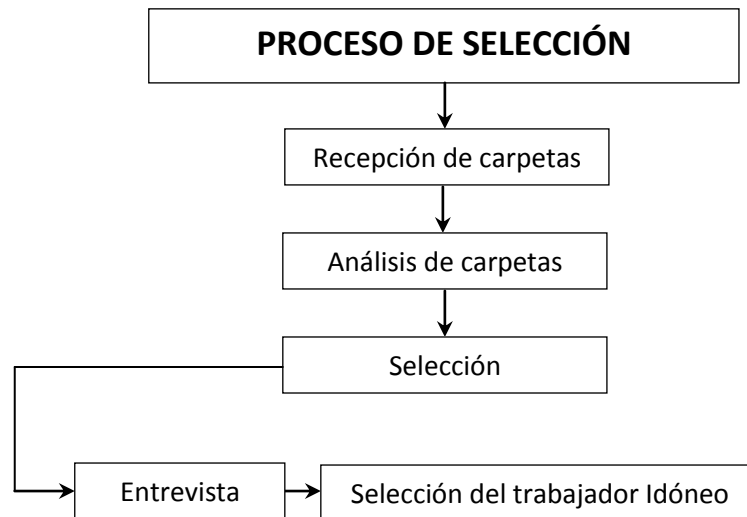 PROCESO DE SELECCIÓN
Recepción de carpetas
Análisis de carpetas
Selección
Entrevista
Selección del trabajador Idóneo